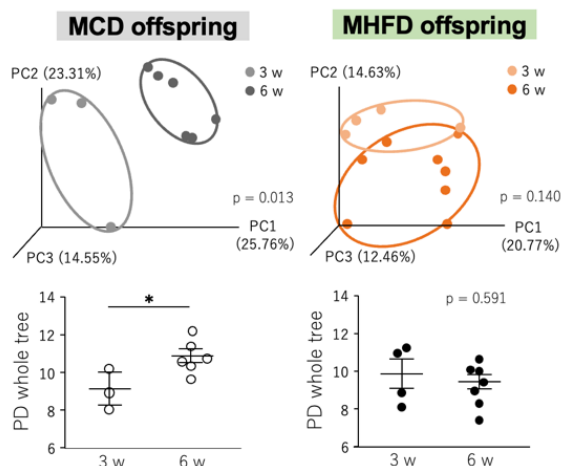 MCD offspring
MHFD offspring
PC2 (23.31%)
3 w
6 w
p = 0.013
PC1
(25.76%)
PC3 (14.55%)
PC2 (14.63%)
3 w
6 w
p = 0.140
PC1
(20.77%)
PC3 (12.46%)
PD whole tree
14
12
10
8
6
*
3 w
6 w
PD whole tree
14
12
10
8
6
p = 0.591
3 w
6 w